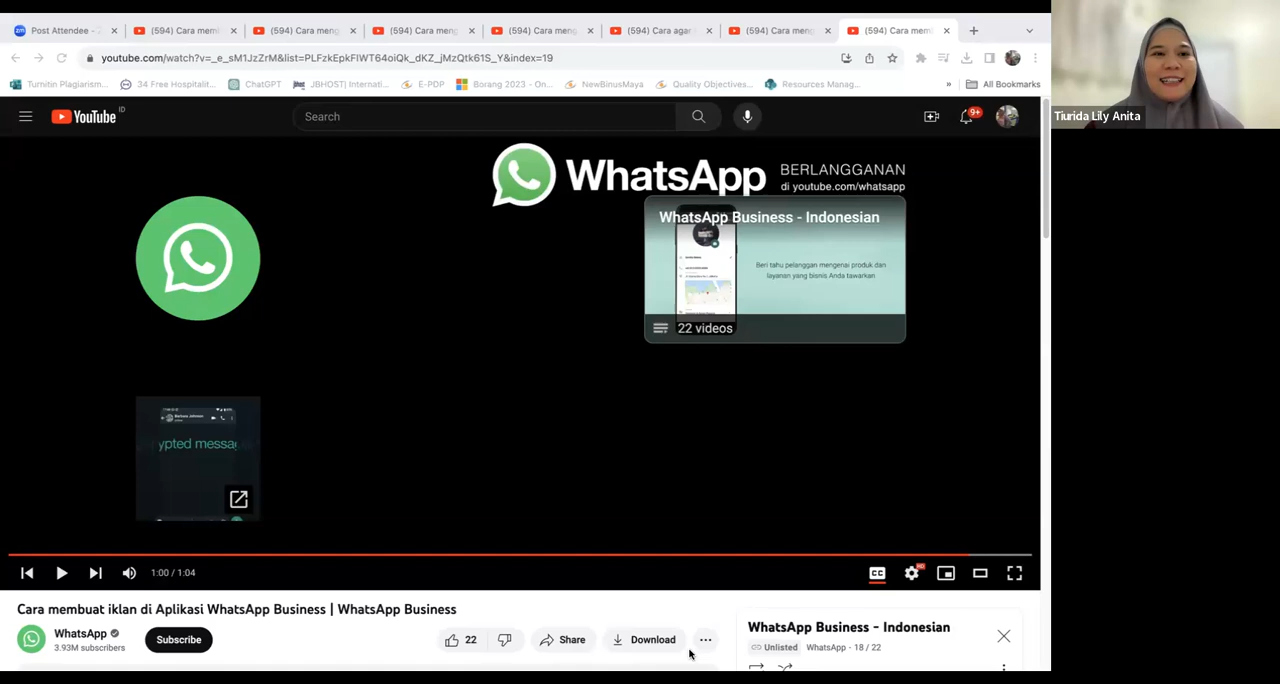 Post Attendee - Z
(594) Cara mem
(594) Cara meng
(594) Cara meng
(594) Cara meng
(594) Cara agar
(594) Cara meng
(594) Cara mem
youtube.com/watch?v=_e_sM1JzZrM&list=PLFzkEpkFIWT64oiQk_dKZ_jMzQtk61S_Y&index=19
Turnitin Plagiarism...
34 Free Hospitalit...
ChatGPT
JBHOST| Internati...
E-PDP
Borang 2023 - On...
NewBinusMaya
Quality Objectives...
Resources Manag...
»
All Bookmarks
Tiurida Lily Anita
YouTube ID
Search
9+
WhatsApp
BERLANGGANAN
di youtube.com/whatsapp
WhatsApp Business - Indonesian
Beri tahu pelanggan mengenai produk dan
layanan yang bisnis Anda tawarkan
22 videos
ypted messa
1:00 / 1:04
CC
HD
Cara membuat iklan di Aplikasi WhatsApp Business | WhatsApp Business
WhatsApp
3.93M subscribers
Subscribe
22
Share
Download
WhatsApp Business - Indonesian
Unlisted
WhatsApp - 18 / 22